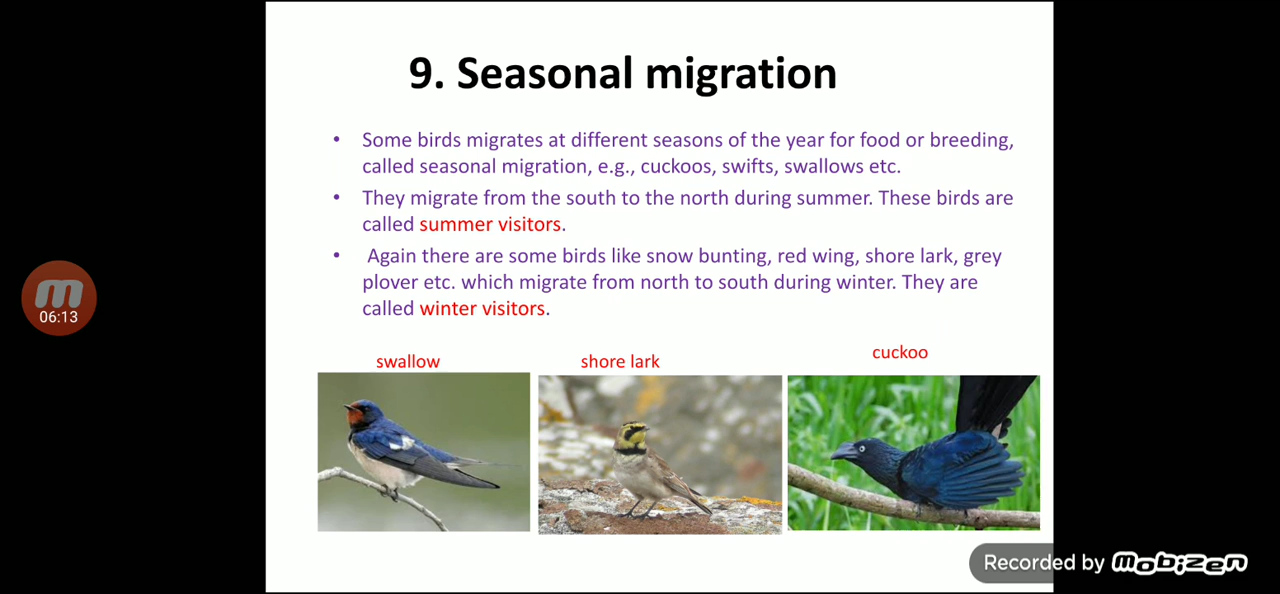 9. Seasonal migration
• Some birds migrates at different seasons of the year for food or breeding,
called seasonal migration, e.g., cuckoos, swifts, swallows etc.
• They migrate from the south to the north during summer. These birds are
called summer visitors.
• Again there are some birds like snow bunting, red wing, shore lark, grey
plover etc. which migrate from north to south during winter. They are
called winter visitors.
swallow
shore lark
cuckoo
m
06:13
Recorded by Mobizen